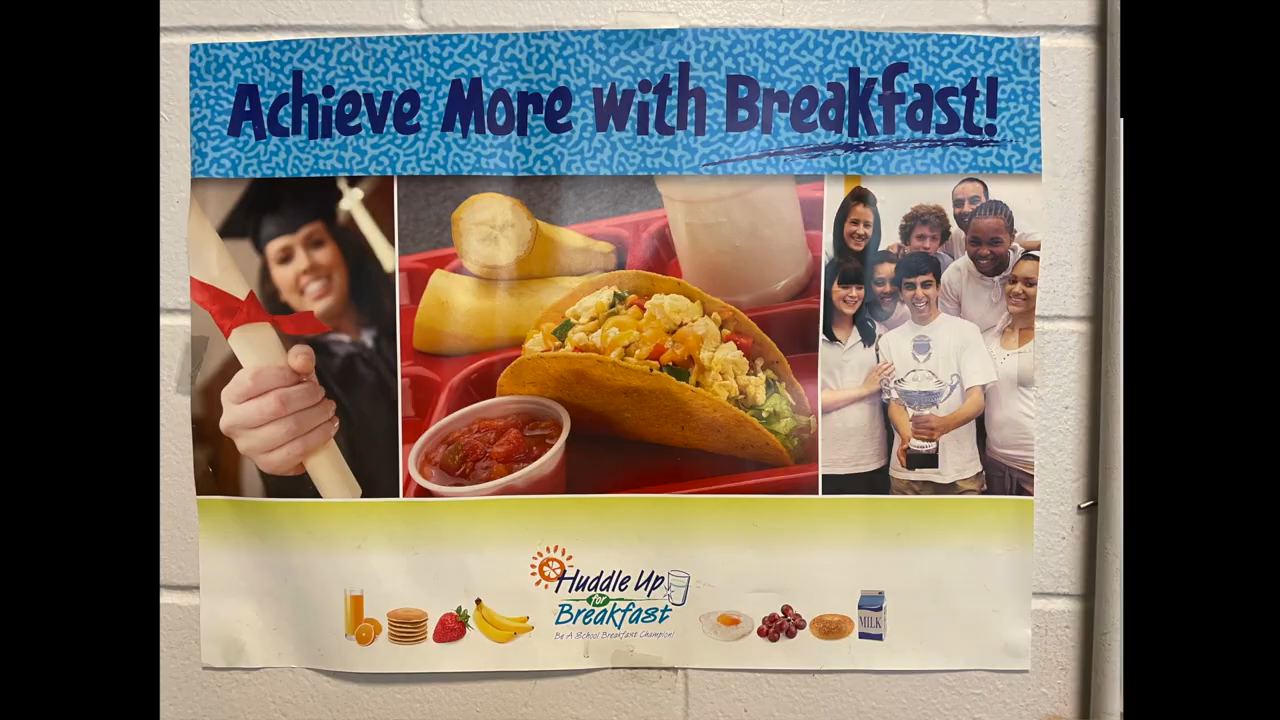 Achieve More with Breakfast!
Huddle Up
for
Breakfast
Be A School Breakfast Champion!
MILK